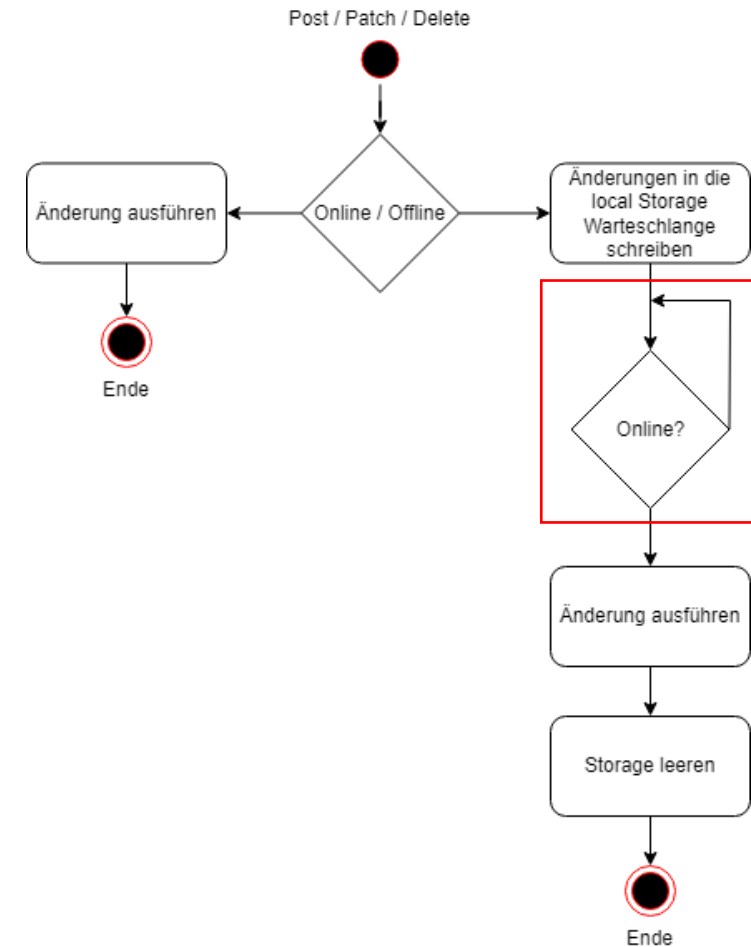 Post / Patch / Delete
Änderung ausführen
Online / Offline
Änderungen in die
local Storage
Warteschlange
schreiben
Ende
Online?
Änderung ausführen
Storage leeren
Ende